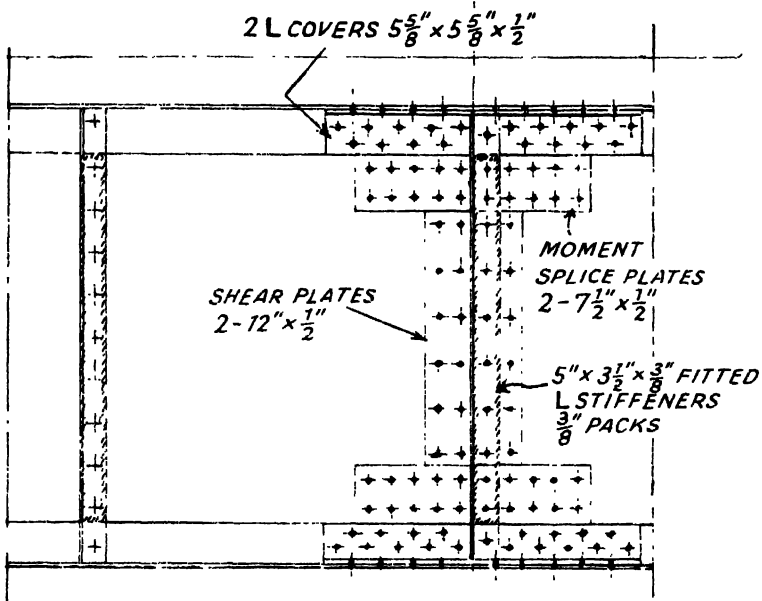 2 L COVERS 5 5/8" x 5 5/8" x 1/2"
MOMENT
SPLICE PLATES
2-7 1/2" x 1/2"
SHEAR PLATES
2-12" x 1/2"
5" x 3 1/2" x 3/8" FITTED
L STIFFENERS
3/8" PACKS